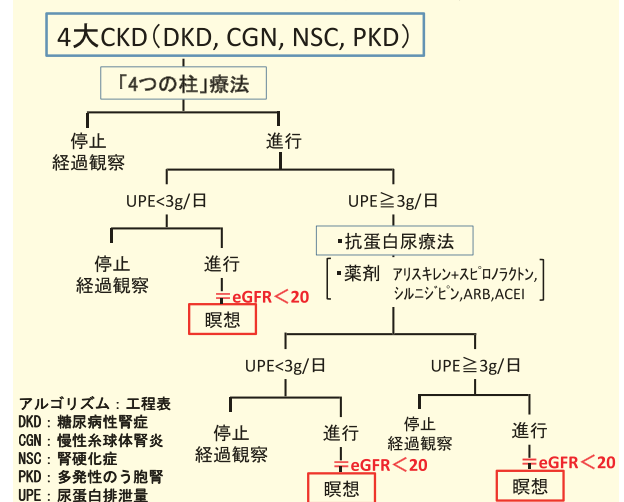 4大CKD（DKD, CGN, NSC, PKD）
「4つの柱」療法
停止
経過観察
進行
UPE<3g/日
UPE≧3g/日
停止
経過観察
進行
eGFR＜20
瞑想
・抗蛋白尿療法
・薬剤 アリスキレン+スピロノラクトン,
シルニジピン,ARB,ACEI
UPE<3g/日
UPE≧3g/日
停止
経過観察
進行
eGFR＜20
瞑想
停止
経過観察
進行
eGFR＜20
瞑想
アルゴリズム：工程表
DKD：糖尿病性腎症
CGN：慢性糸球体腎炎
NSC：腎硬化症
PKD：多発性のう胞腎
UPE：尿蛋白排泄量